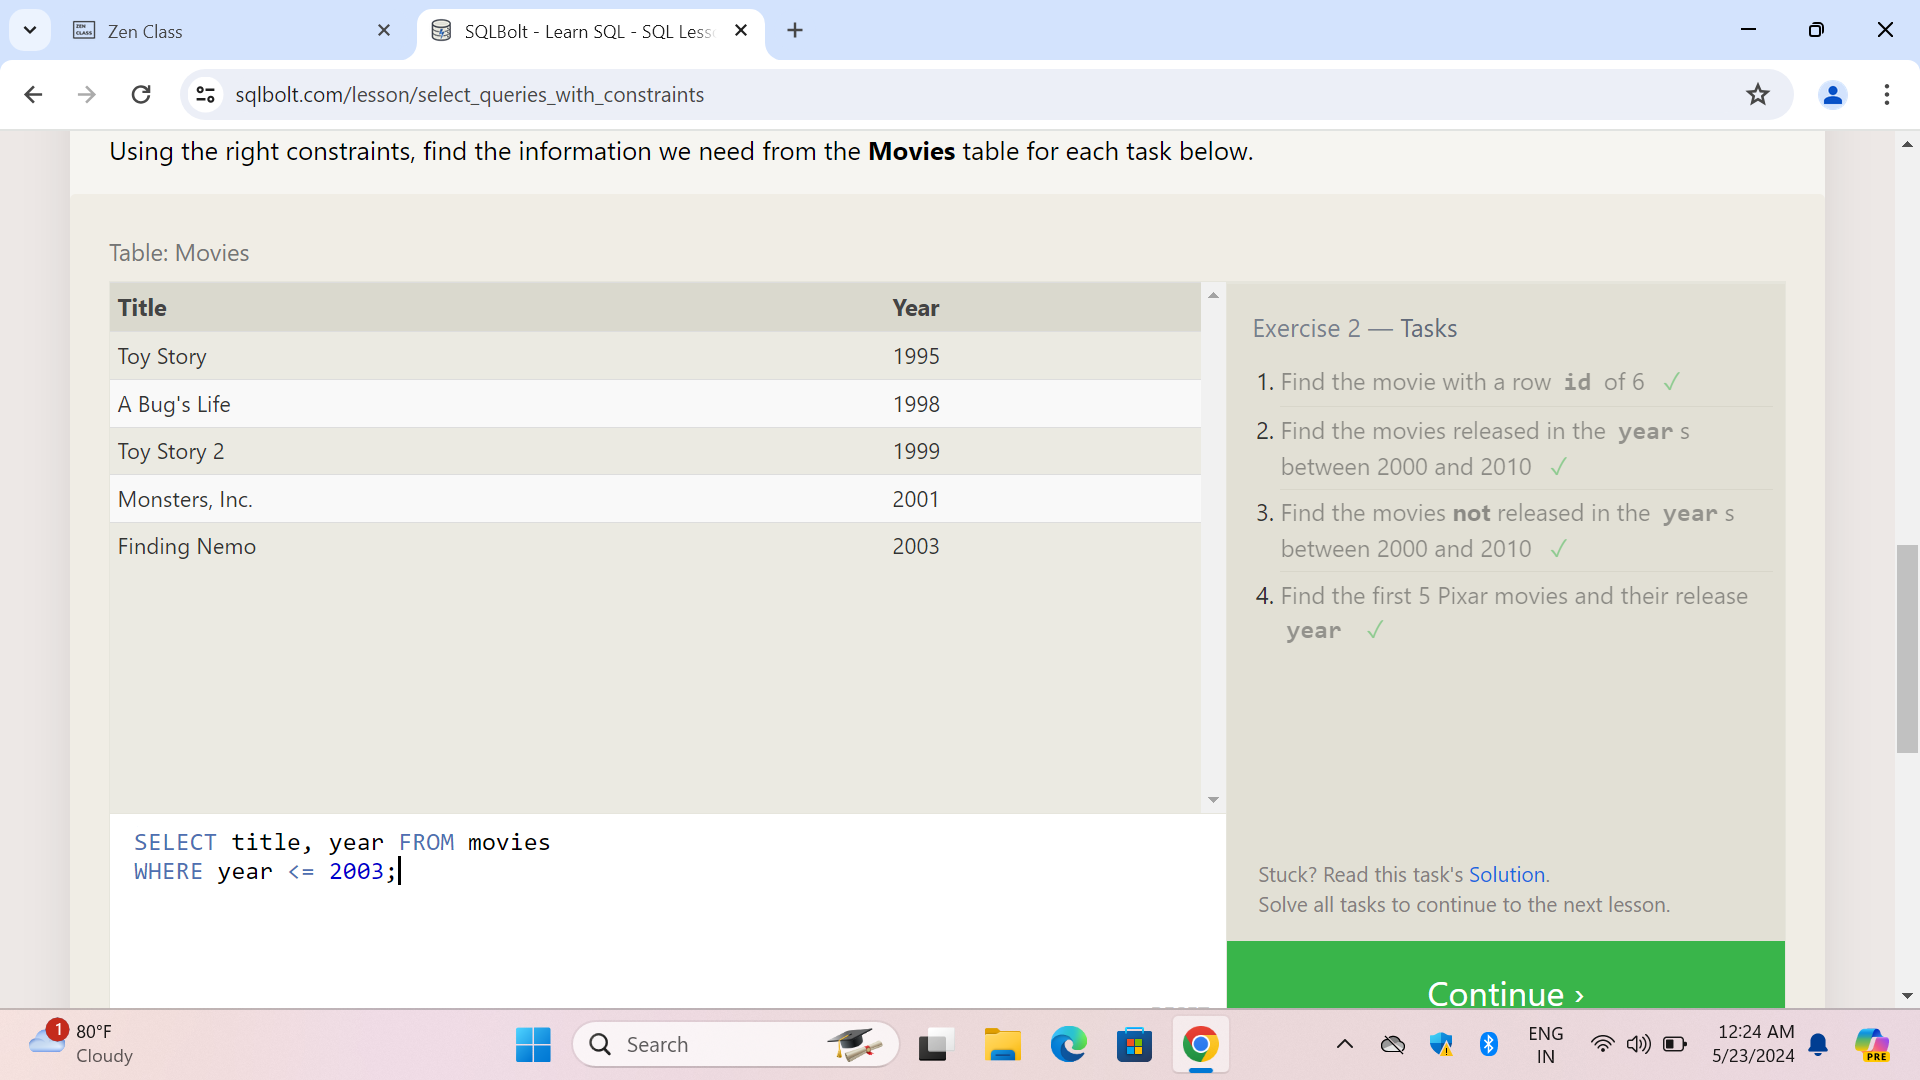 Zen Class
SQLBolt - Learn SQL - SQL Less
sqlbolt.com/lesson/select_queries_with_constraints
Using the right constraints, find the information we need from the Movies table for each task below.
Table: Movies
Title Year
Toy Story 1995
A Bug's Life 1998
Toy Story 2 1999
Monsters, Inc. 2001
Finding Nemo 2003
SELECT title, year FROM movies
WHERE year <= 2003;
Exercise 2 — Tasks
1. Find the movie with a row id of 6 ✓
2. Find the movies released in the year s
between 2000 and 2010 ✓
3. Find the movies not released in the year s
between 2000 and 2010 ✓
4. Find the first 5 Pixar movies and their release
year ✓
Stuck? Read this task's Solution.
Solve all tasks to continue to the next lesson.
Continue ›
1
80°F
Cloudy
Search
ENG
IN
12:24 AM
5/23/2024
PRE